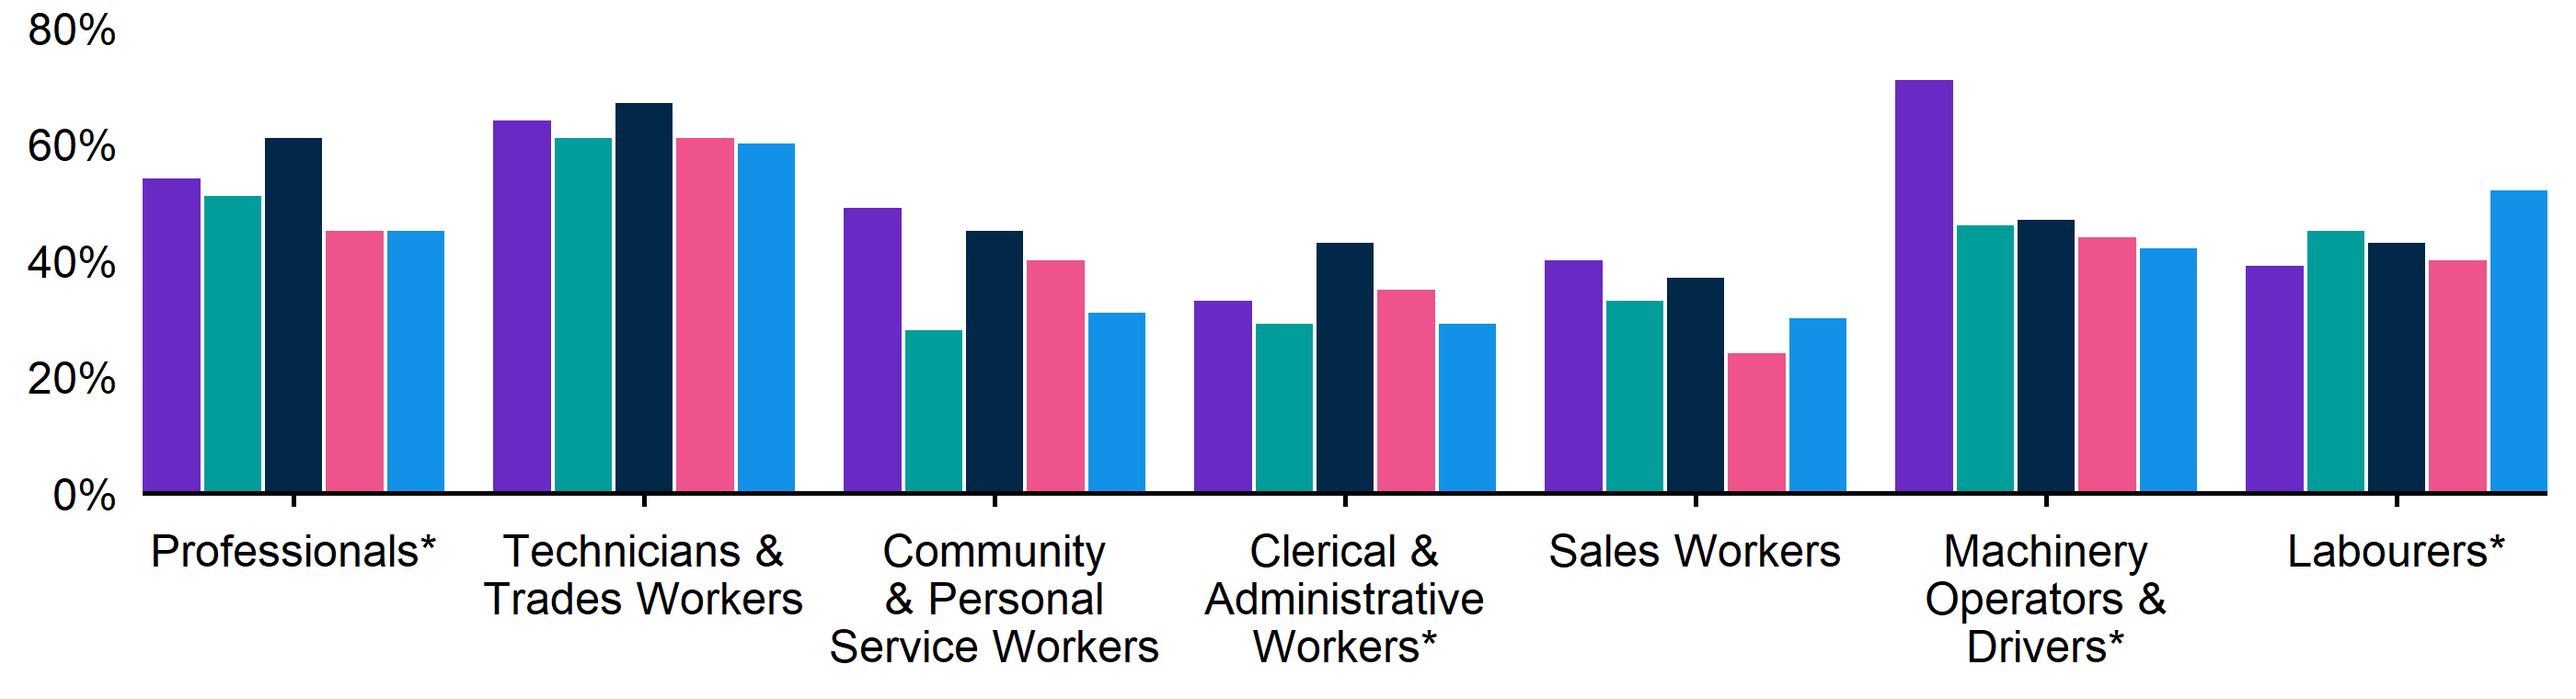 80%
60%
40%
20%
0%
Professionals*
Technicians &
Trades Workers
Community
& Personal
Service Workers
Clerical &
Administrative
Workers*
Sales Workers
Machinery
Operators &
Drivers*
Labourers*